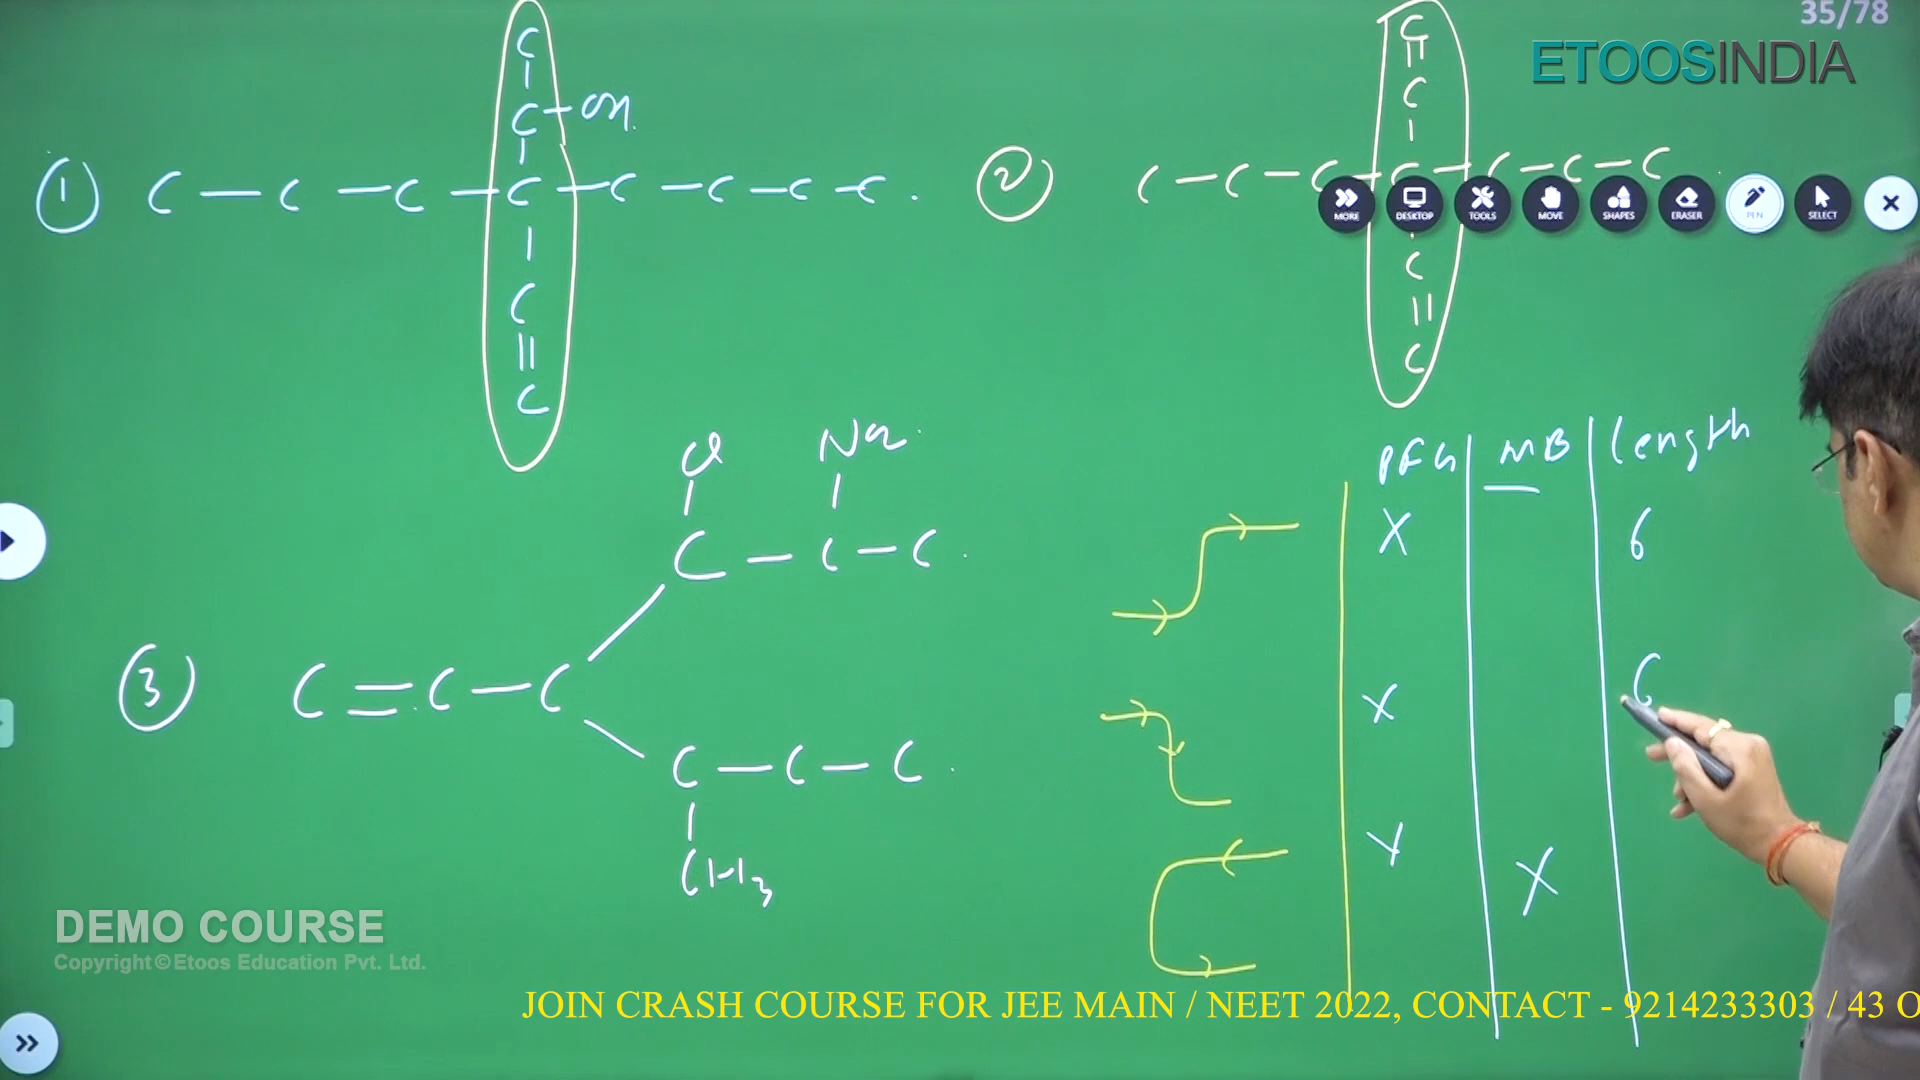 35/78
ETOOSINDIA
C
C - OH
① C - C - C - C - C - C - C - C .
C
C
C
C
② C - C - C - C - C - C - C
C
C
MORE DESKTOP TOOLS MOVE SHAPES ERASER PEN SELECT
Cl
C - C - C .
③ C = C - C
C - C - C .
CH3
PFG MB Length
X 6
X 6
X X
DEMO COURSE
Copyright © Etoos Education Pvt. Ltd.
JOIN CRASH COURSE FOR JEE MAIN / NEET 2022, CONTACT - 9214233303 / 43 O